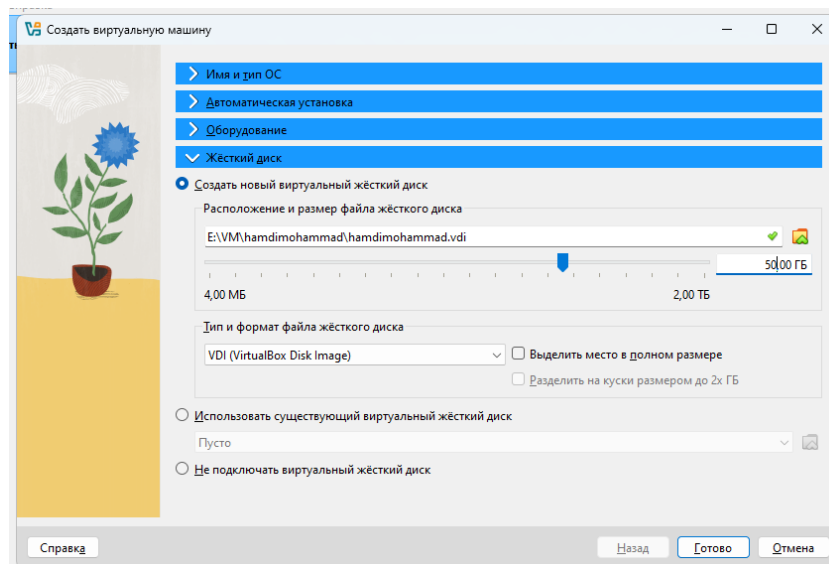 Создать виртуальную машину
Имя и тип ОС
Автоматическая установка
Оборудование
Жёсткий диск
Создать новый виртуальный жёсткий диск
Расположение и размер файла жёсткого диска
E:\VM\hamdimohammad\hamdimohammad.vdi
50,00 ГБ
4,00 МБ 2,00 ТБ
Тип и формат файла жёсткого диска
VDI (VirtualBox Disk Image) Выделить место в полном размере
Разделить на куски размером до 2х ГБ
Использовать существующий виртуальный жёсткий диск
Пусто
Не подключать виртуальный жёсткий диск
Справка Назад Готово Отмена